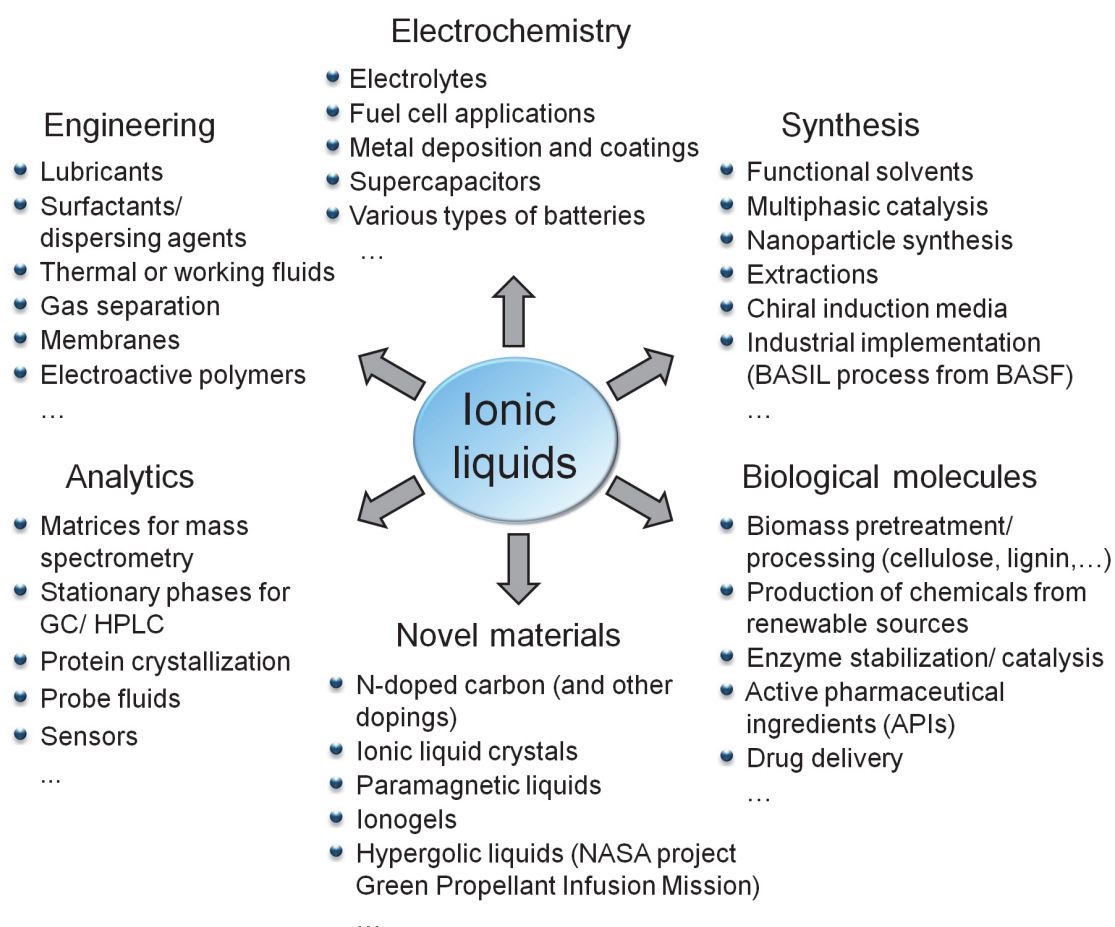 Electrochemistry
Electrolytes
Fuel cell applications
Metal deposition and coatings
Supercapacitors
Various types of batteries
…
Engineering
Lubricants
Surfactants/
dispersing agents
Thermal or working fluids
Gas separation
Membranes
Electroactive polymers
…
Synthesis
Functional solvents
Multiphasic catalysis
Nanoparticle synthesis
Extractions
Chiral induction media
Industrial implementation
(BASIL process from BASF)
…
Ionic
liquids
Analytics
Matrices for mass
spectrometry
Stationary phases for
GC/ HPLC
Protein crystallization
Probe fluids
Sensors
...
Biological molecules
Biomass pretreatment/
processing (cellulose, lignin,…)
Production of chemicals from
renewable sources
Enzyme stabilization/ catalysis
Active pharmaceutical
ingredients (APIs)
Drug delivery
…
Novel materials
N-doped carbon (and other
dopings)
Ionic liquid crystals
Paramagnetic liquids
Ionogels
Hypergolic liquids (NASA project
Green Propellant Infusion Mission)
…